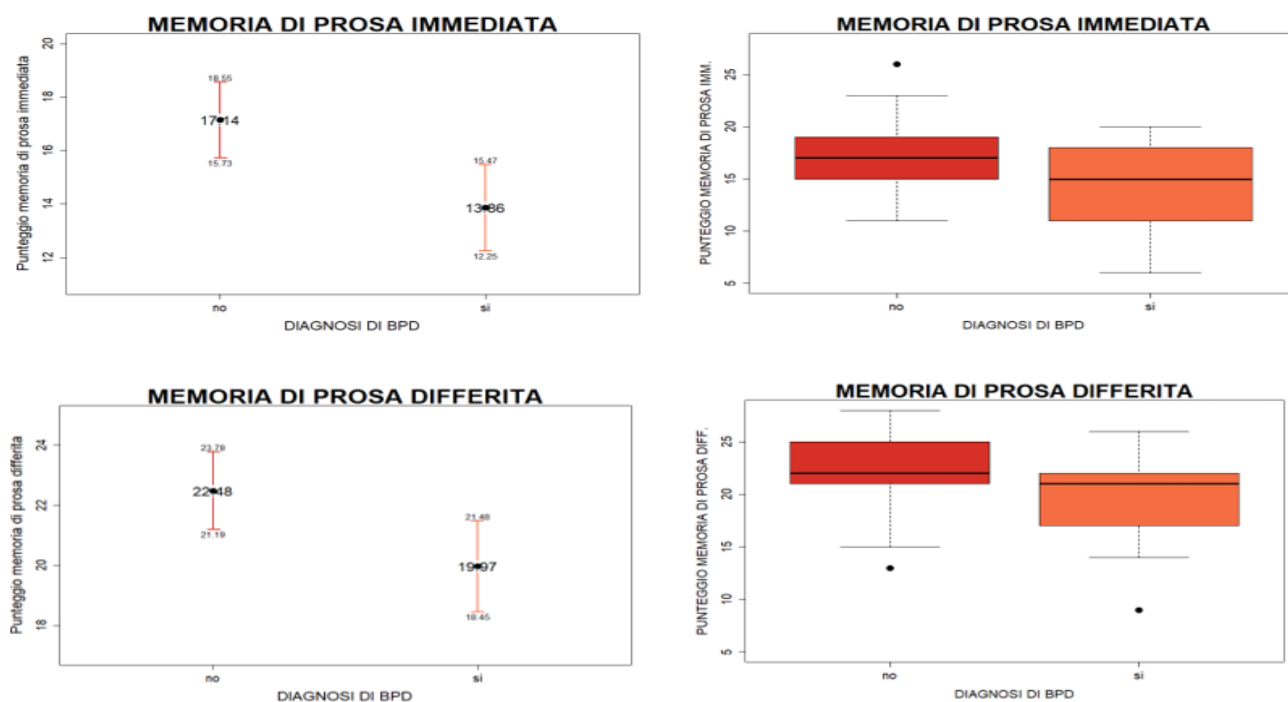 MEMORIA DI PROSA IMMEDIATA
Punteggio memoria di prosa immediata
20
18
16
14
12
18.55
17.14
15.73
15.47
13.86
12.25
no
si
DIAGNOSI DI BPD
MEMORIA DI PROSA IMMEDIATA
PUNTEGGIO MEMORIA DI PROSA IMM.
25
20
15
10
5
no
si
DIAGNOSI DI BPD
MEMORIA DI PROSA DIFFERITA
Punteggio memoria di prosa differita
24
22
20
18
23.78
22.48
21.19
21.48
19.97
18.45
no
si
DIAGNOSI DI BPD
MEMORIA DI PROSA DIFFERITA
PUNTEGGIO MEMORIA DI PROSA DIFF.
25
20
15
10
5
no
si
DIAGNOSI DI BPD